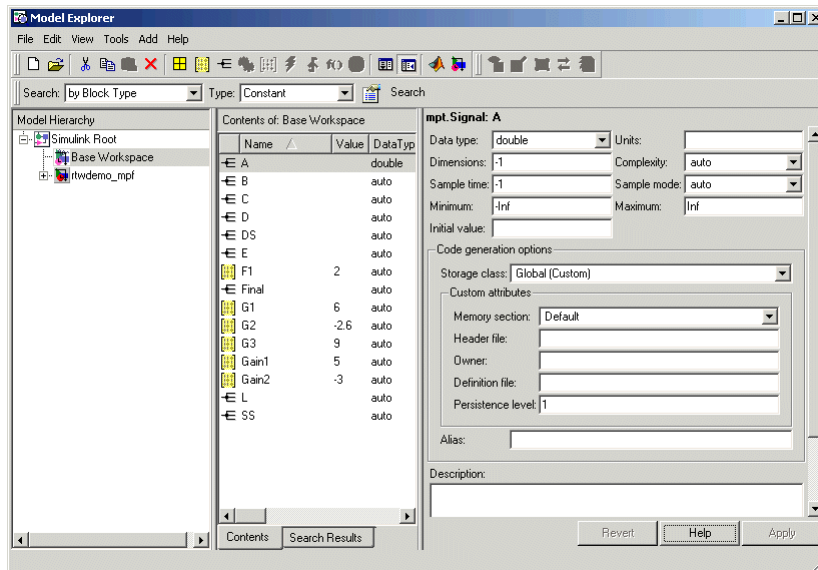 Model Explorer
File Edit View Tools Add Help
Search: by Block Type Type: Constant Search
Model Hierarchy
Simulink Root
Base Workspace
rtwdemo_mpf
Contents of: Base Workspace
Name Value DataTyp
A double
B auto
C auto
D auto
DS auto
E auto
F1 2 auto
Final auto
G1 6 auto
G2 -2.6 auto
G3 9 auto
Gain1 5 auto
Gain2 -3 auto
L auto
SS auto
Contents Search Results
mpt.Signal: A
Data type: double Units:
Dimensions: -1 Complexity: auto
Sample time: -1 Sample mode: auto
Minimum: -Inf Maximum: Inf
Initial value:
Code generation options
Storage class: Global (Custom)
Custom attributes
Memory section: Default
Header file:
Owner:
Definition file:
Persistence level: 1
Alias:
Description:
Revert Help Apply